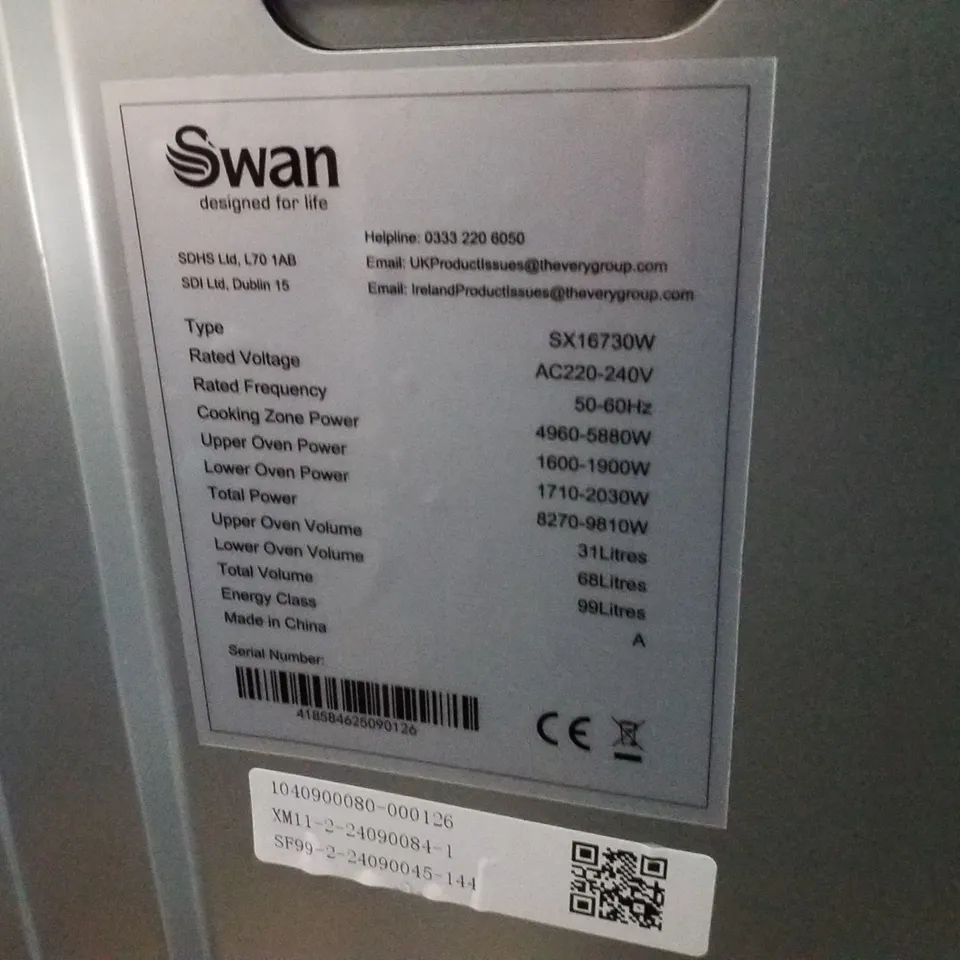 Swan
designed for life
Helpline: 0333 220 6050
SDHS Ltd, L70 1AB
Email: UKProductIssues@theverygroup.com
SDI Ltd, Dublin 15
Email: IrelandProductIssues@theverygroup.com
Type SX16730W
Rated Voltage AC220-240V
Rated Frequency 50-60Hz
Cooking Zone Power 4960-5880W
Upper Oven Power 1600-1900W
Lower Oven Power 1710-2030W
Total Power 8270-9810W
Upper Oven Volume 31Litres
Lower Oven Volume 68Litres
Total Volume 99Litres
Energy Class A
Made in China
Serial Number:
418584625090126
CE
1040900080-000126
XM11-2-24090084-1
SF99-2-24090045-144